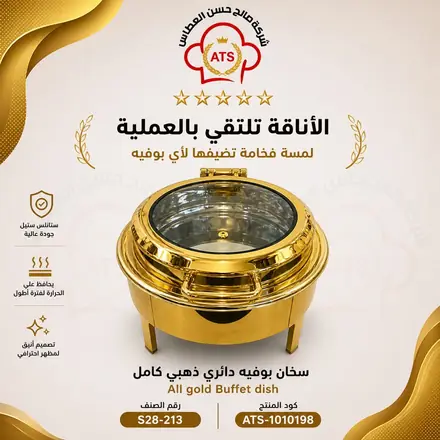 شركة صالح حسن العطاس
ATS
الأناقة تلتقي بالعملية
لمسة فخامة تضيفها لأي بوفيه
ستانلس ستيل
جودة عالية
يحافظ علي
الحرارة لفترة أطول
تصميم أنيق
لمظهر احترافي
سخان بوفيه دائري ذهبي كامل
All gold Buffet dish
كود المنتج
ATS-1010198
رقم الصنف
S28-213